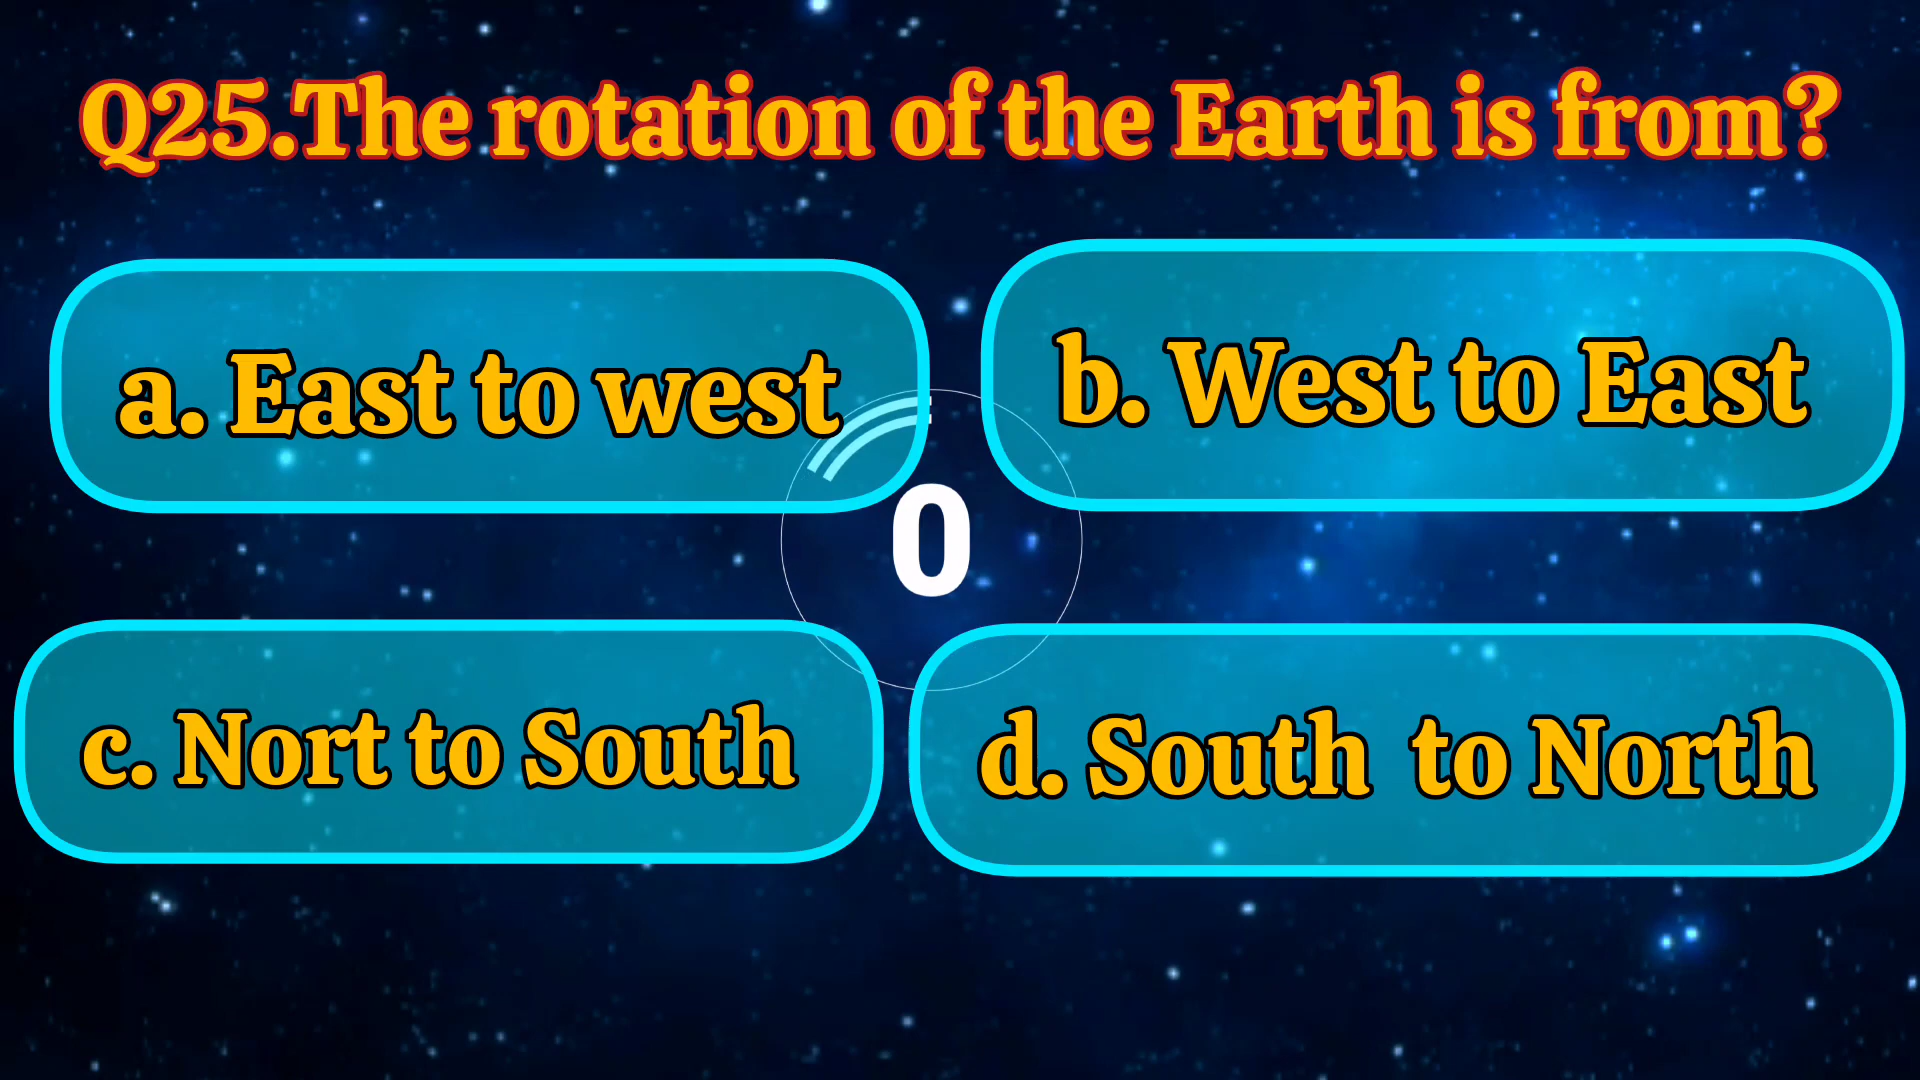 Q25.The rotation of the Earth is from?
a. East to west
b. West to East
0
c. Nort to South
d. South  to North